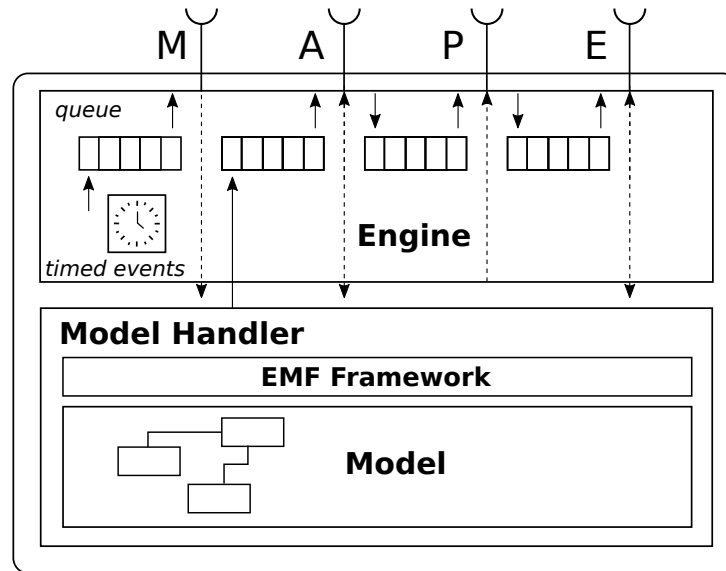 M A P E
queue
Engine
timed events
Model Handler
EMF Framework
Model